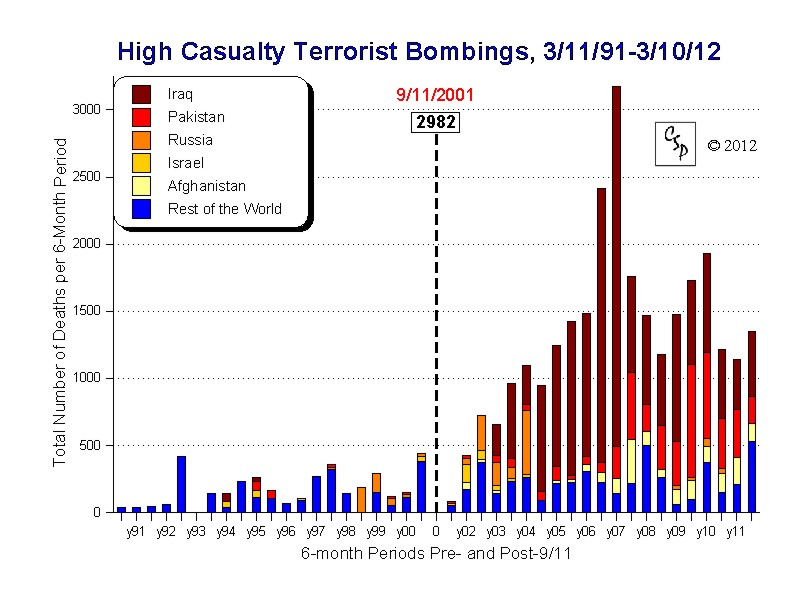 High Casualty Terrorist Bombings, 3/11/91-3/10/12
Iraq
Pakistan
Russia
Israel
Afghanistan
Rest of the World
9/11/2001
2982
CSP
© 2012
Total Number of Deaths per 6-Month Period
3000
2500
2000
1500
1000
500
0
y91 y92 y93 y94 y95 y96 y97 y98 y99 y00 0 y02 y03 y04 y05 y06 y07 y08 y09 y10 y11
6-month Periods Pre- and Post-9/11